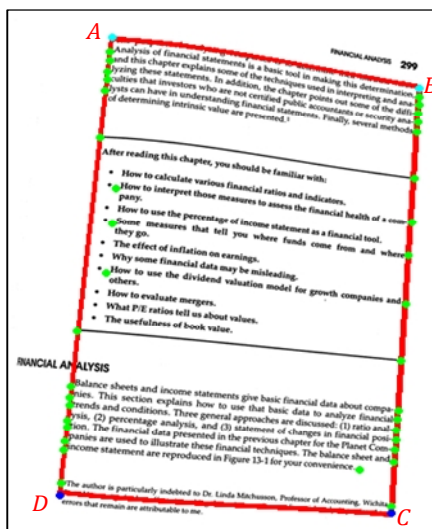 A
FINANCIAL ANALYSIS 299
B
Analysis of financial statements is a basic tool in making this determination,
and this chapter explains some of the techniques used in interpreting and ana-
lyzing these statements. In addition, the chapter points out some of the diffi-
culties that investors who are not certified public accountants or security ana-
lysts can have in understanding financial statements. Finally, several methods
of determining intrinsic value are presented.¹
After reading this chapter, you should be familiar with:
• How to calculate various financial ratios and indicators.
• How to interpret those measures to assess the financial health of a com-
pany.
• How to use the percentage of income statement as a financial tool.
• Some measures that tell you where funds come from and where
they go.
• The effect of inflation on earnings.
• Why some financial data may be misleading.
• How to use the dividend valuation model for growth companies and
others.
• How to evaluate mergers.
• What P/E ratios tell us about values.
• The usefulness of book value.
FINANCIAL ANALYSIS
Balance sheets and income statements give basic financial data about compa-
nies. This section explains how to use that basic data to analyze financial
trends and conditions. Three general approaches are discussed: (1) ratio anal-
ysis, (2) percentage analysis, and (3) statement of changes in financial posi-
tion. The financial data presented in the previous chapter for the Planet Com-
panies are used to illustrate these financial techniques. The balance sheet and
income statement are reproduced in Figure 13-1 for your convenience.
The author is particularly indebted to Dr. Linda Mitchusson, Professor of Accounting, Wichita
D
C
errors that remain are attributable to me.